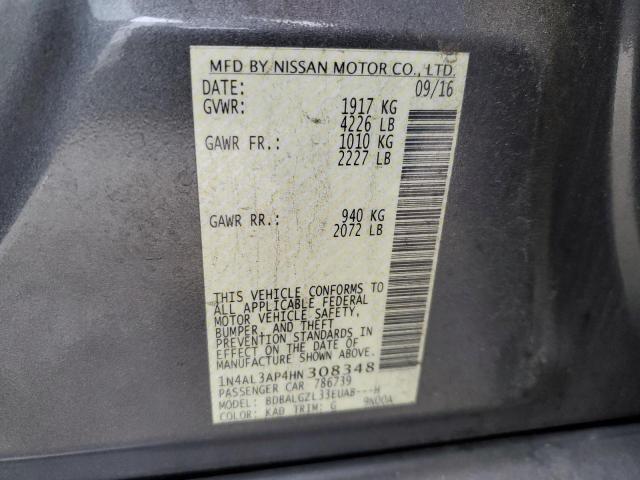 MFD BY NISSAN MOTOR CO., LTD.
DATE: 09/16
GVWR: 1917 KG
4226 LB
GAWR FR: 1010 KG
2227 LB
GAWR RR: 940 KG
2072 LB
THIS VEHICLE CONFORMS TO
ALL APPLICABLE FEDERAL
MOTOR VEHICLE SAFETY,
BUMPER, AND THEFT
PREVENTION STANDARDS IN
EFFECT ON THE DATE OF
MANUFACTURE SHOWN ABOVE.
1N4AL3AP4HN308348
PASSENGER CAR 786739
MODEL: BDBALGZL33EUAB---H
COLOR: KAD TRIM: G 9N00A